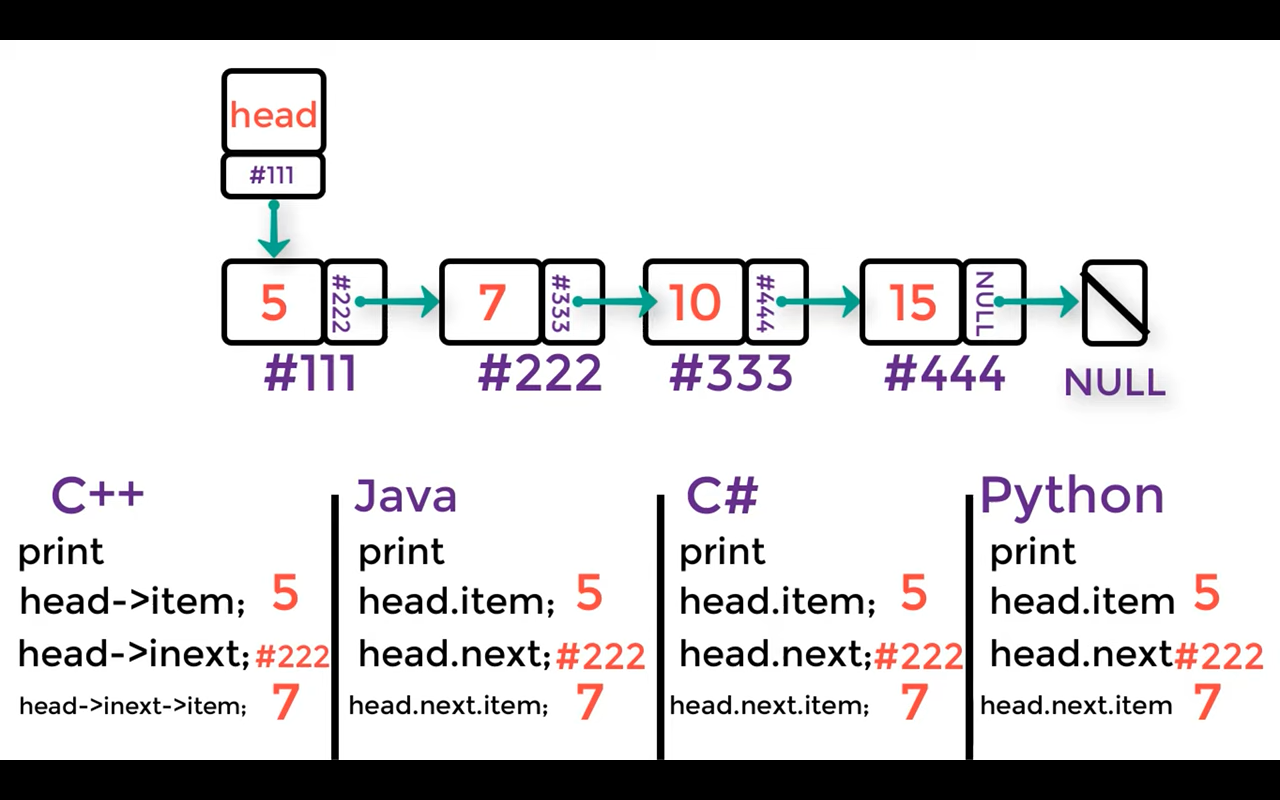 head
#111
5 #222 7 #333 10 #444 15 NULL
#111 #222 #333 #444 NULL
C++ Java C# Python
print print print print
head->item; 5 head.item; 5 head.item; 5 head.item 5
head->inext; #222 head.next; #222 head.next; #222 head.next #222
head->inext->item; 7 head.next.item; 7 head.next.item; 7 head.next.item 7